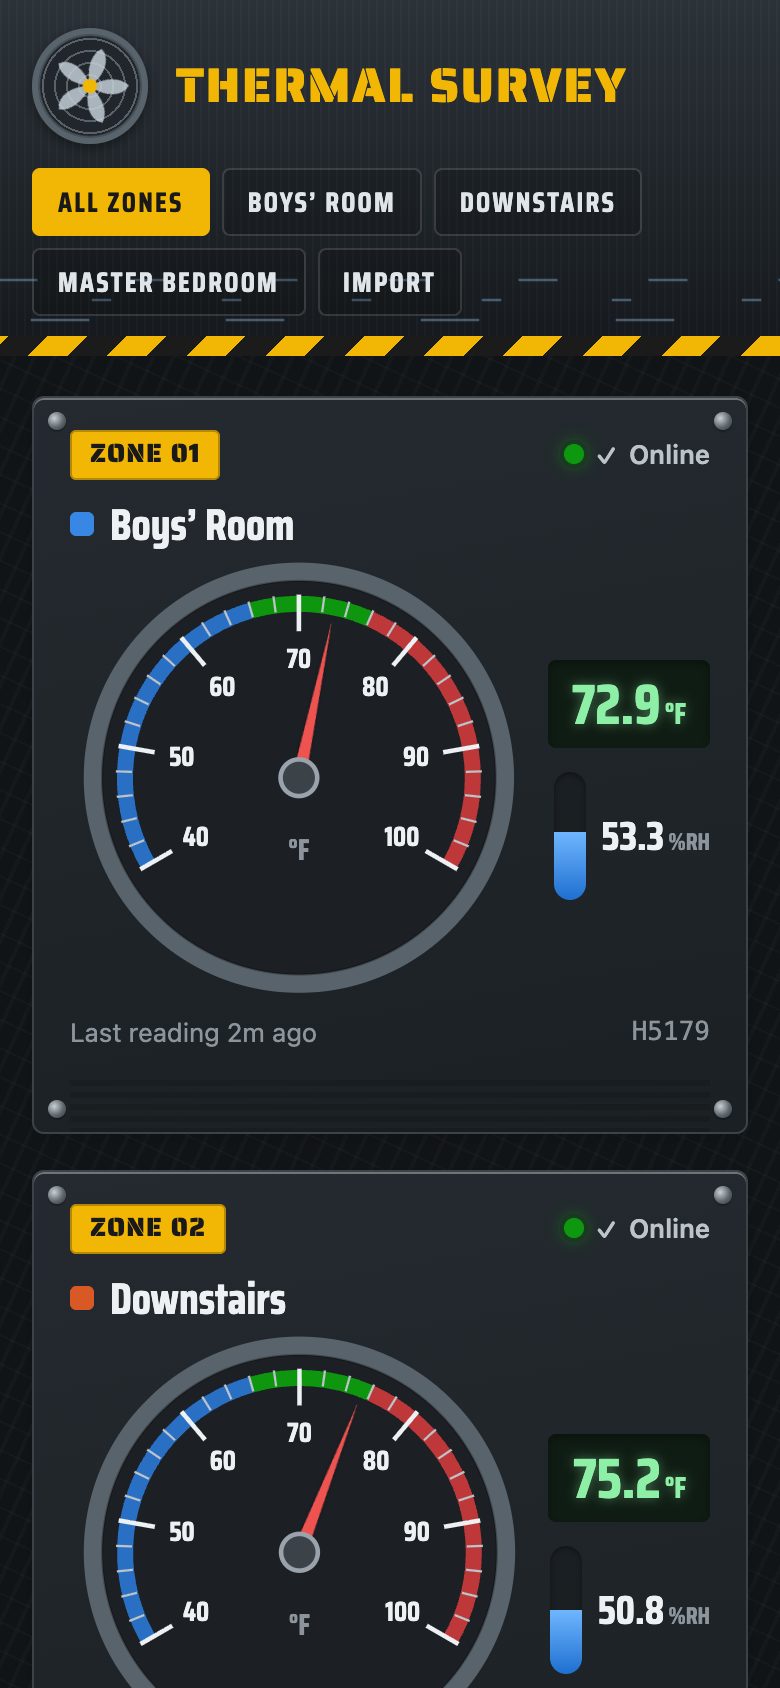 THERMAL SURVEY
ALL ZONES
BOYS’ ROOM
DOWNSTAIRS
MASTER BEDROOM
IMPORT
ZONE 01
✓ Online
Boys’ Room
70
60
80
50
90
40
100
°F
72.9 °F
53.3 %RH
Last reading 2m ago
H5179
ZONE 02
✓ Online
Downstairs
70
60
80
50
90
40
100
°F
75.2 °F
50.8 %RH